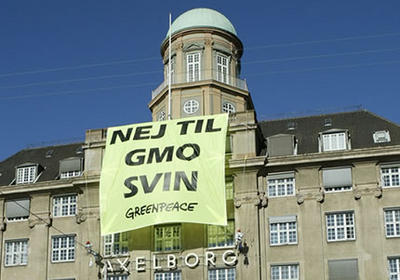 NEJ TIL
GMO
SVIN
GREENPEACE
AXELBORG